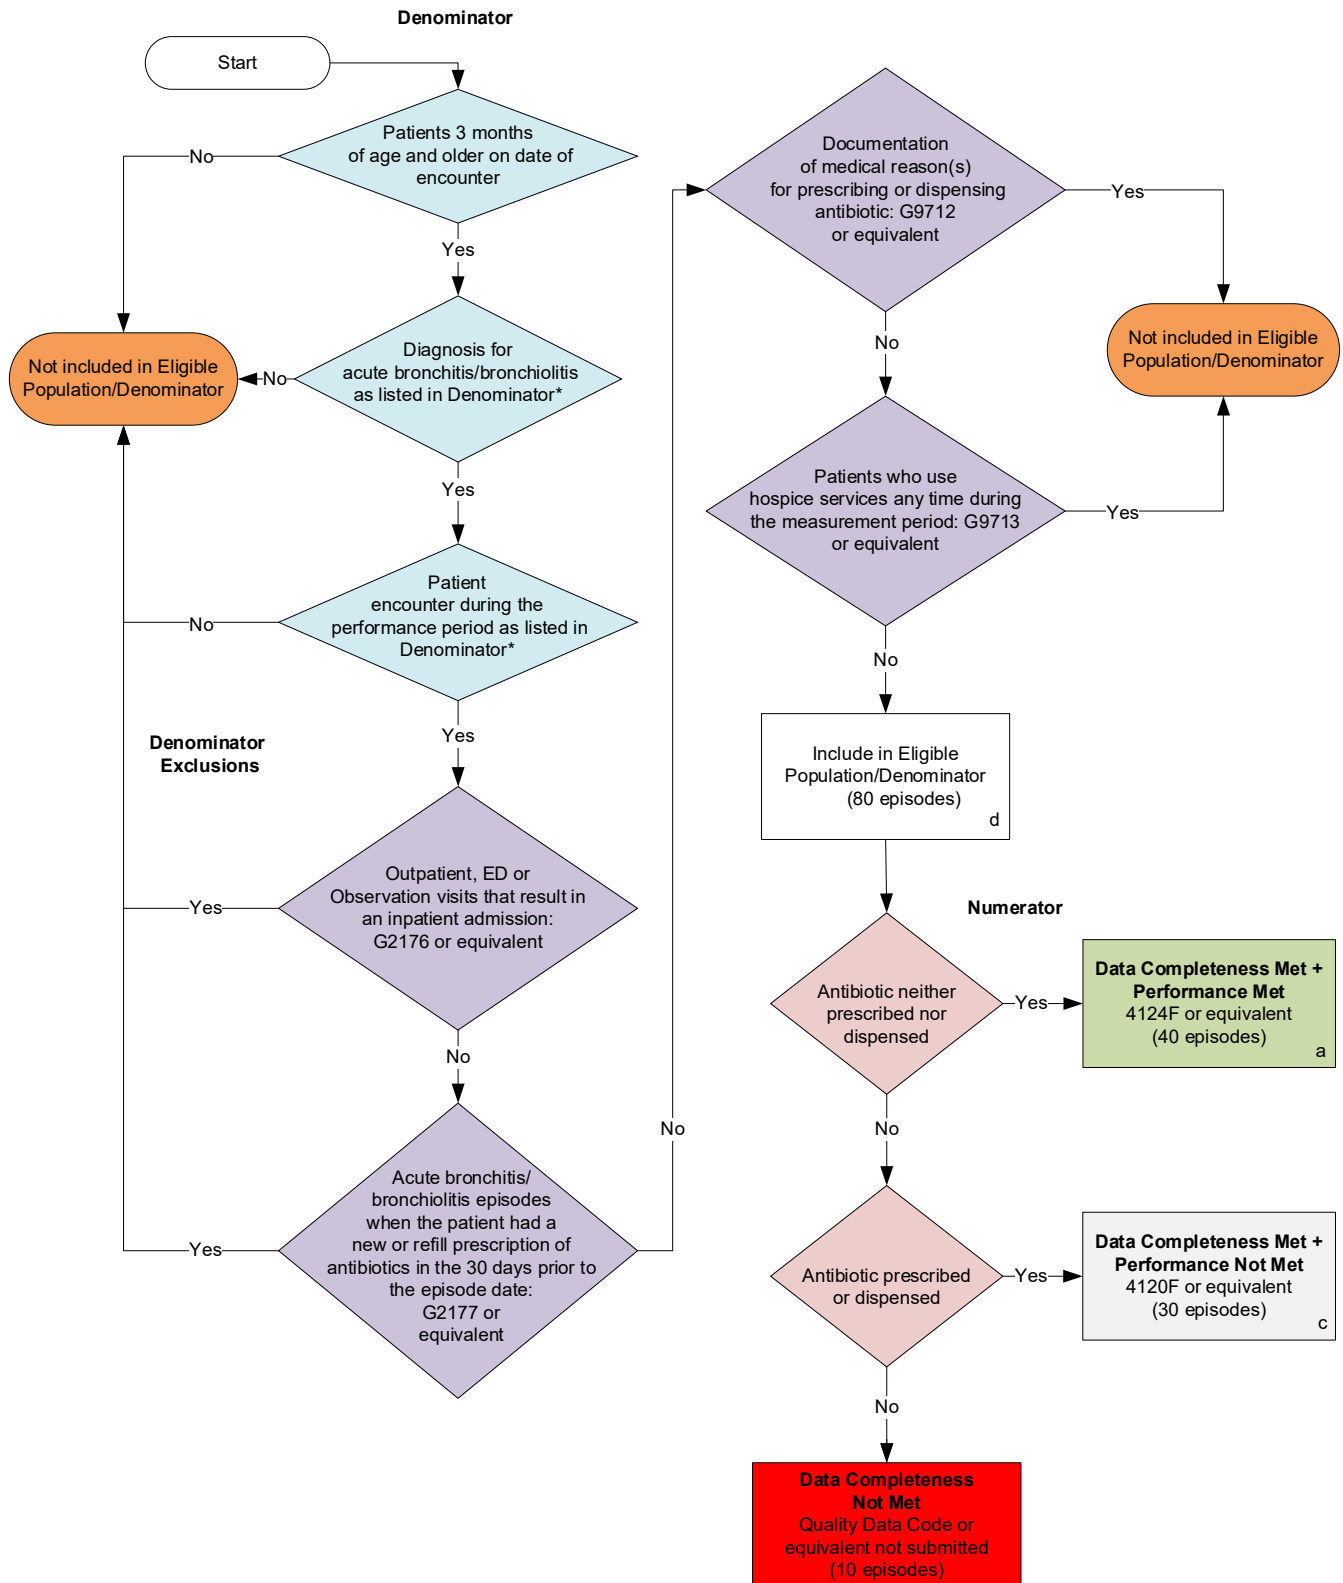 Denominator
Start
Patients 3 months
of age and older on date of
encounter
No
Yes
Diagnosis for
acute bronchitis/bronchiolitis
as listed in Denominator*
No
Not included in Eligible
Population/Denominator
Yes
Patient
encounter during the
performance period as listed in
Denominator*
No
Yes
Denominator
Exclusions
Outpatient, ED or
Observation visits that result in
an inpatient admission:
G2176 or equivalent
Yes
No
Acute bronchitis/
bronchiolitis episodes
when the patient had a
new or refill prescription of
antibiotics in the 30 days prior to
the episode date:
G2177 or
equivalent
Yes
No
Documentation
of medical reason(s)
for prescribing or dispensing
antibiotic: G9712
or equivalent
Yes
No
Not included in Eligible
Population/Denominator
Patients who use
hospice services any time during
the measurement period: G9713
or equivalent
Yes
No
Include in Eligible
Population/Denominator
(80 episodes)
d
Numerator
Antibiotic neither
prescribed nor
dispensed
Yes
Data Completeness Met +
Performance Met
4124F or equivalent
(40 episodes)
a
No
Antibiotic prescribed
or dispensed
Yes
Data Completeness Met +
Performance Not Met
4120F or equivalent
(30 episodes)
c
No
Data Completeness
Not Met
Quality Data Code or
equivalent not submitted
(10 episodes)